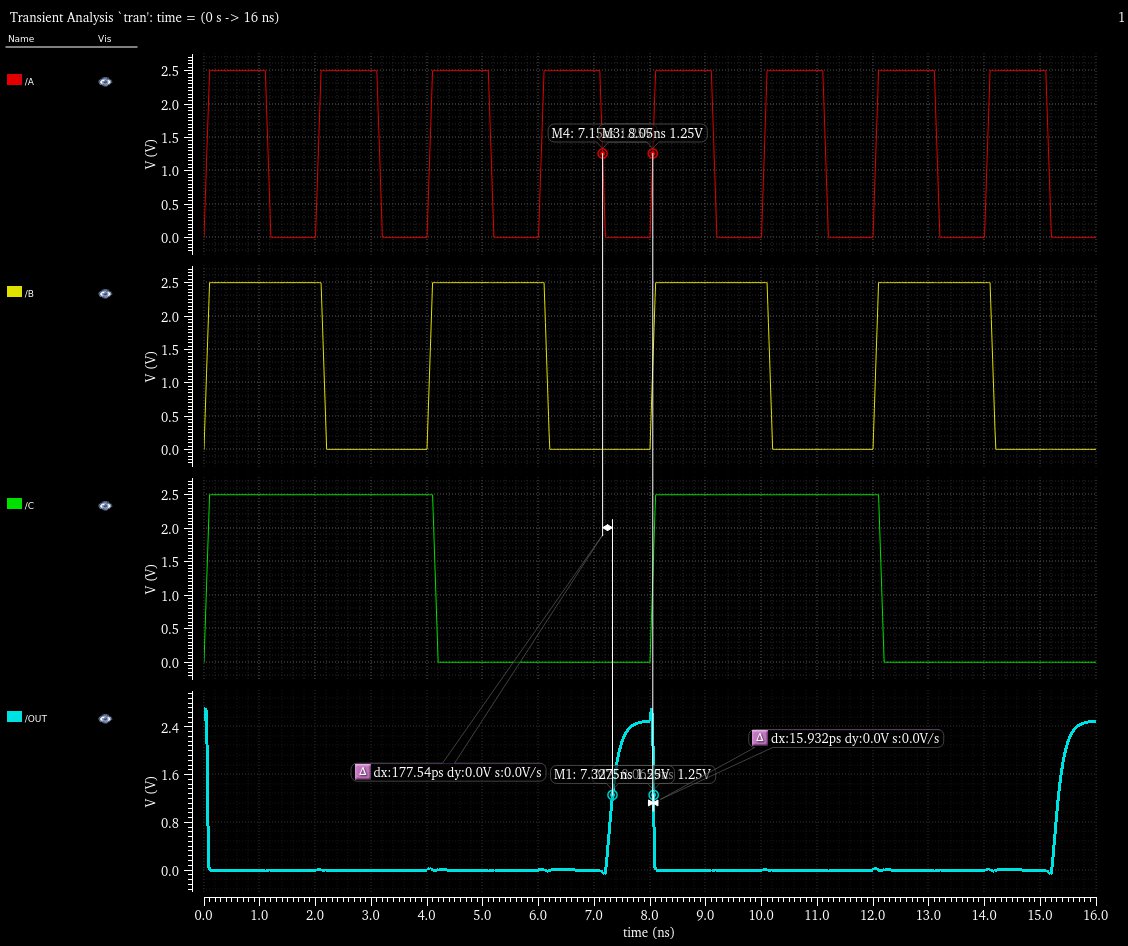 Transient Analysis `tran': time = (0 s -> 16 ns)
1
Name Vis
/A
V (V)
2.5
2.0
1.5
1.0
0.5
0.0
M4: 7.15
M3: 8.05ns 1.25V
/B
V (V)
2.5
2.0
1.5
1.0
0.5
0.0
/C
V (V)
2.5
2.0
1.5
1.0
0.5
0.0
/OUT
V (V)
2.4
1.6
0.8
0.0
Δ dx:15.932ps dy:0.0V s:0.0V/s
Δ dx:177.54ps dy:0.0V s:0.0V/s
M1: 7.3275ns 1.25V 1.25V
0.0 1.0 2.0 3.0 4.0 5.0 6.0 7.0 8.0 9.0 10.0 11.0 12.0 13.0 14.0 15.0 16.0
time (ns)